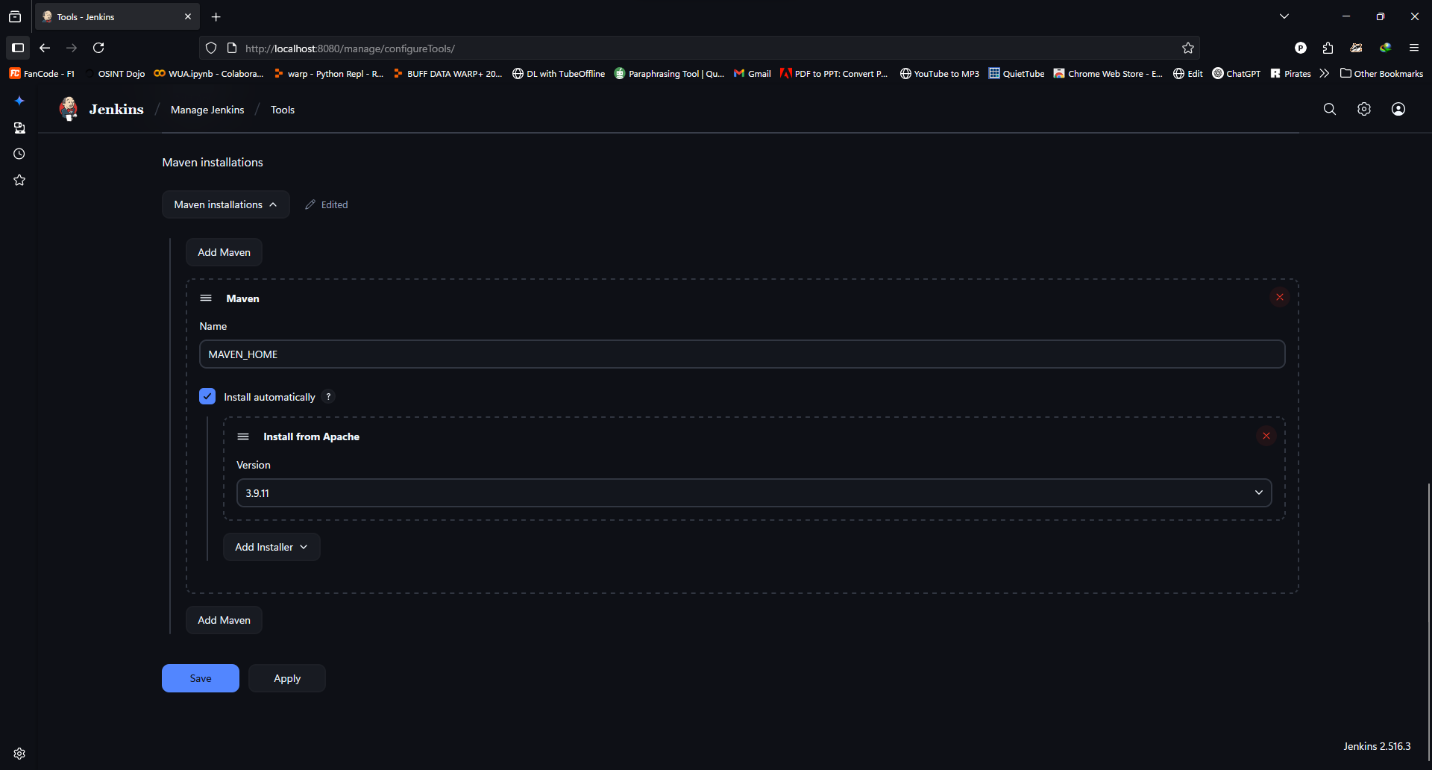 Tools - Jenkins
http://localhost:8080/manage/configureTools/
FanCode - F1 OSINT Dojo WUA.ipynb - Colabora... warp - Python Repl - R... BUFF DATA WARP+ 20... DL with TubeOffline Paraphrasing Tool | Qu... Gmail PDF to PPT: Convert P... YouTube to MP3 QuietTube Chrome Web Store - E... Edit ChatGPT Pirates Other Bookmarks
Jenkins / Manage Jenkins / Tools
Maven installations
Maven installations Edited
Add Maven
Maven
Name
MAVEN_HOME
Install automatically ?
Install from Apache
Version
3.9.11
Add Installer
Add Maven
Save Apply
Jenkins 2.516.3